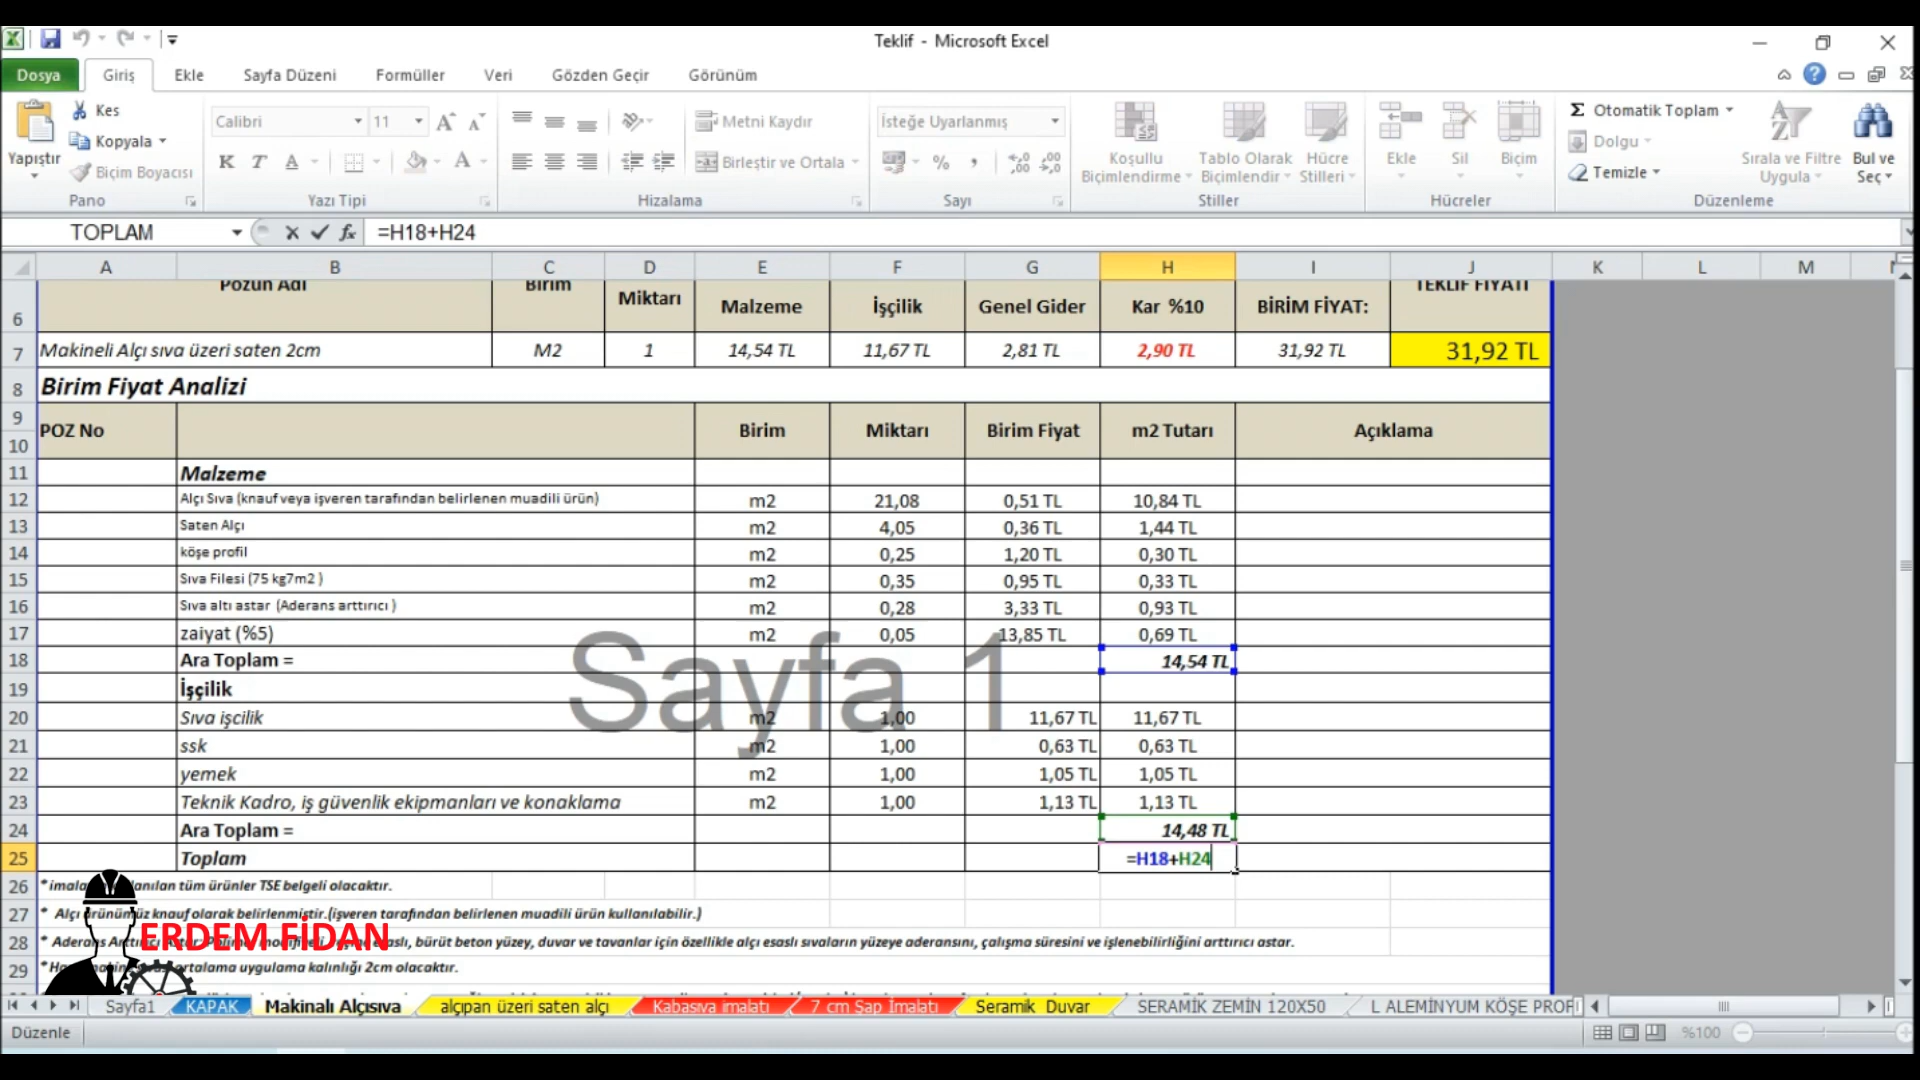 Teklif - Microsoft Excel
Dosya Giriş Ekle Sayfa Düzeni Formüller Veri Gözden Geçir Görünüm
Yapıştır Kes
Kopyala
Biçim Boyacısı
Pano
Calibri 11
K T A
Yazı Tipi
Metni Kaydır
Birleştir ve Ortala
Hizalama
İsteğe Uyarlanmış
Sayı
Koşullu Biçimlendirme
Tablo Olarak Biçimlendir
Hücre Stilleri
Stiller
Ekle Sil Biçim
Hücreler
Σ Otomatik Toplam
Dolgu
Temizle
Sırala ve Filtre Uygula
Bul ve Seç
Düzenleme
TOPLAM fx =H18+H24
A B C D E F G H I J K L M
6 Pozun Adı Birim Miktarı Malzeme İşçilik Genel Gider Kar %10 BİRİM FİYAT: TEKLİF FİYATI
7 Makineli Alçı sıva üzeri saten 2cm M2 1 14,54 TL 11,67 TL 2,81 TL 2,90 TL 31,92 TL 31,92 TL
8 Birim Fiyat Analizi
9
10 POZ No Birim Miktarı Birim Fiyat m2 Tutarı Açıklama
11 Malzeme
12 Alçı Sıva (knauf veya işveren tarafından belirlenen muadili ürün) m2 21,08 0,51 TL 10,84 TL
13 Saten Alçı m2 4,05 0,36 TL 1,44 TL
14 köşe profil m2 0,25 1,20 TL 0,30 TL
15 Sıva Filesi (75 kg7m2 ) m2 0,35 0,95 TL 0,33 TL
16 Sıva altı astar (Aderans arttırıcı ) m2 0,28 3,33 TL 0,93 TL
17 zaiyat (%5) m2 0,05 13,85 TL 0,69 TL
18 Ara Toplam = 14,54 TL
Sayfa 1
19 İşçilik
20 Sıva işcilik m2 1,00 11,67 TL 11,67 TL
21 ssk m2 1,00 0,63 TL 0,63 TL
22 yemek m2 1,00 1,05 TL 1,05 TL
23 Teknik Kadro, iş güvenlik ekipmanları ve konaklama m2 1,00 1,13 TL 1,13 TL
24 Ara Toplam = 14,48 TL
25 Toplam =H18+H24
26 * tüm ürünler TSE belgeli olacaktır.
27 * Alçı ürünümüz knauf olarak belirlenmiştir.(işveren tarafından belirlenen muadili ürün kullanılabilir.)
28 * Aderans bürüt beton yüzey, duvar ve tavanlar için özellikle alçı esaslı sıvaların yüzeye aderansını, çalışma süresini ve işlenebilirliğini arttırıcı astar.
29 ortalama uygulama kalınlığı 2cm olacaktır.
ERDEM FİDAN
Sayfa1 KAPAK Makinalı Alçısıva alçıpan üzeri saten alçı Kabasıva imalatı 7 cm Şap İmalatı Seramik Duvar SERAMİK ZEMİN 120X50 L ALEMİNYUM KÖŞE PROF
Düzenle %100